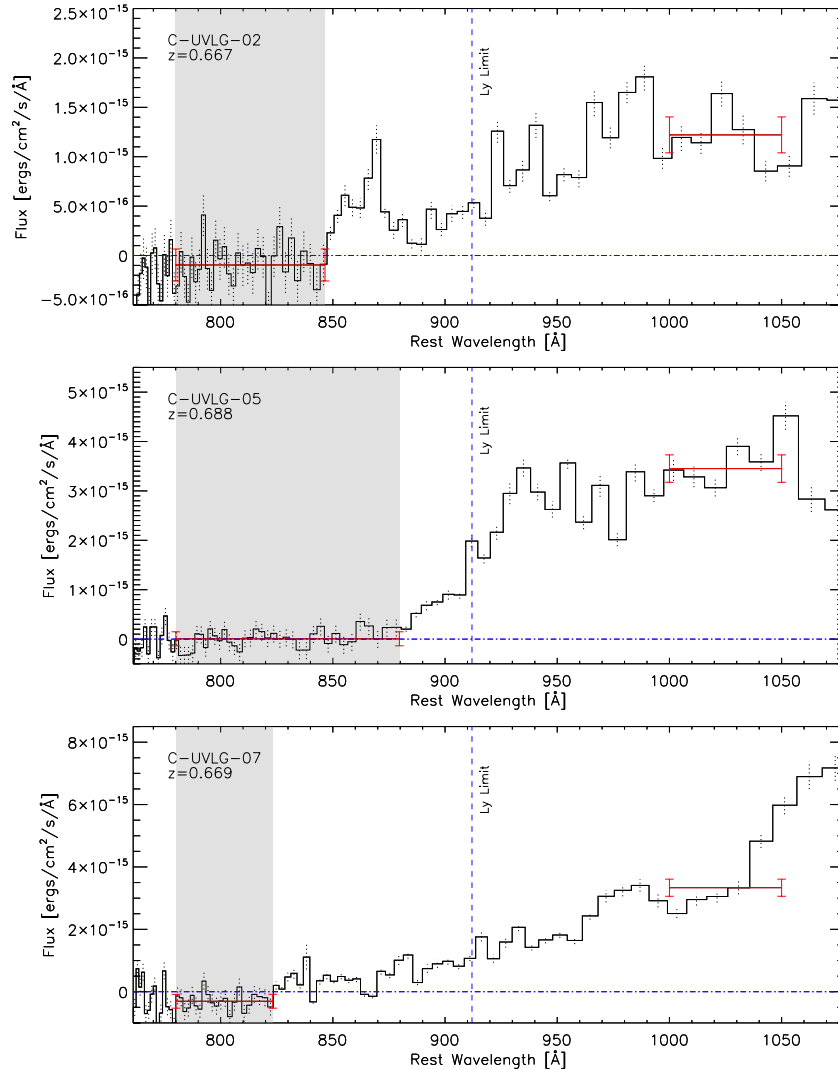 C-UVLG-02
z=0.667
Ly Limit
Flux [ergs/cm²/s/Å]
2.5×10⁻¹⁵
2.0×10⁻¹⁵
1.5×10⁻¹⁵
1.0×10⁻¹⁵
5.0×10⁻¹⁶
0
−5.0×10⁻¹⁶
800 850 900 950 1000 1050
Rest Wavelength [Å]
C-UVLG-05
z=0.688
Ly Limit
Flux [ergs/cm²/s/Å]
5×10⁻¹⁵
4×10⁻¹⁵
3×10⁻¹⁵
2×10⁻¹⁵
1×10⁻¹⁵
0
800 850 900 950 1000 1050
Rest Wavelength [Å]
C-UVLG-07
z=0.669
Ly Limit
Flux [ergs/cm²/s/Å]
8×10⁻¹⁵
6×10⁻¹⁵
4×10⁻¹⁵
2×10⁻¹⁵
0
800 850 900 950 1000 1050
Rest Wavelength [Å]